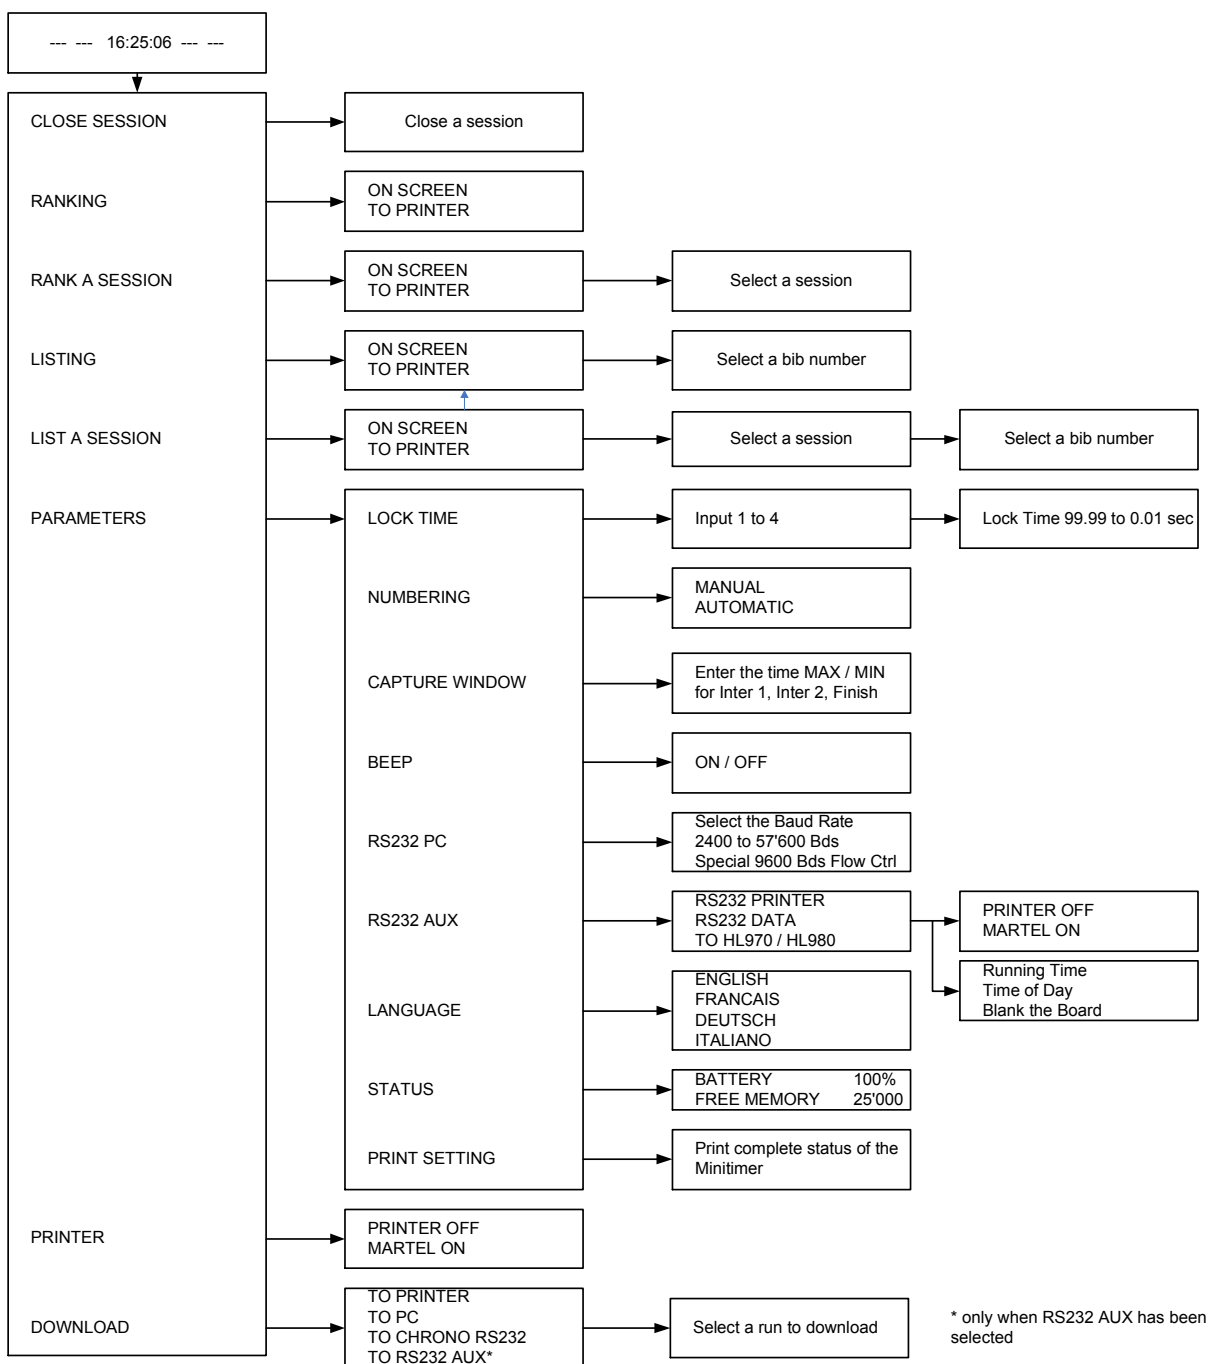 --- --- 16:25:06 --- ---
CLOSE SESSION
Close a session
RANKING
ON SCREEN
TO PRINTER
RANK A SESSION
ON SCREEN
TO PRINTER
Select a session
LISTING
ON SCREEN
TO PRINTER
Select a bib number
LIST A SESSION
ON SCREEN
TO PRINTER
Select a session
Select a bib number
PARAMETERS
LOCK TIME
Input 1 to 4
Lock Time 99.99 to 0.01 sec
NUMBERING
MANUAL
AUTOMATIC
CAPTURE WINDOW
Enter the time MAX / MIN
for Inter 1, Inter 2, Finish
BEEP
ON / OFF
RS232 PC
Select the Baud Rate
2400 to 57'600 Bds
Special 9600 Bds Flow Ctrl
RS232 AUX
RS232 PRINTER
RS232 DATA
TO HL970 / HL980
PRINTER OFF
MARTEL ON
Running Time
Time of Day
Blank the Board
LANGUAGE
ENGLISH
FRANCAIS
DEUTSCH
ITALIANO
STATUS
BATTERY 100%
FREE MEMORY 25'000
PRINT SETTING
Print complete status of the
Minitimer
PRINTER
PRINTER OFF
MARTEL ON
DOWNLOAD
TO PRINTER
TO PC
TO CHRONO RS232
TO RS232 AUX*
Select a run to download
* only when RS232 AUX has been
selected